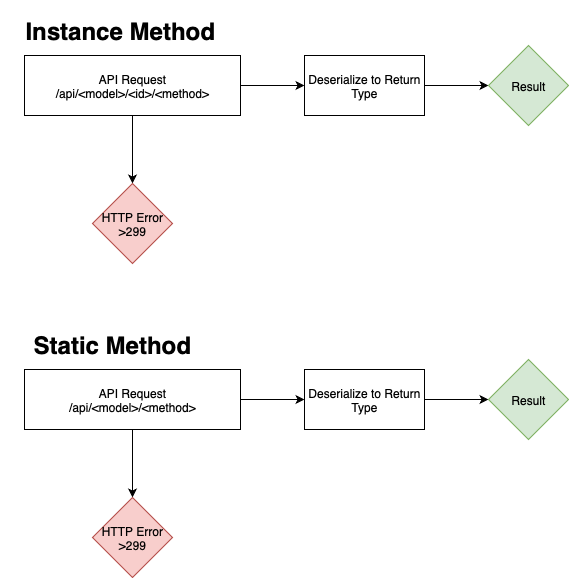 Instance Method
API Request
/api/<model>/<id>/<method>
Deserialize to Return
Type
Result
HTTP Error
>299
Static Method
API Request
/api/<model>/<method>
Deserialize to Return
Type
Result
HTTP Error
>299